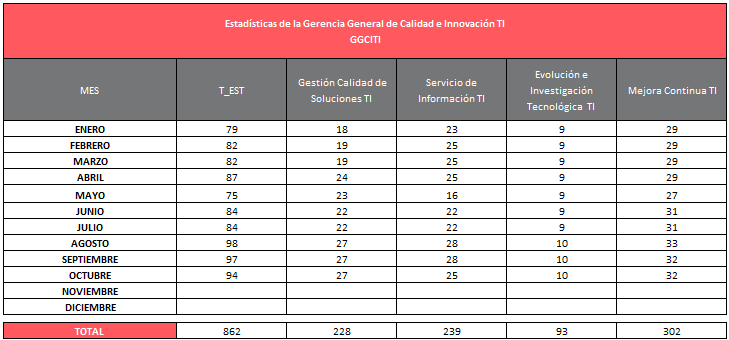 Estadísticas de la Gerencia General de Calidad e Innovación TI
GGCITI
MES T_EST Gestión Calidad de Soluciones TI Servicio de Información TI Evolución e Investigación Tecnológica TI Mejora Continua TI
ENERO 79 18 23 9 29
FEBRERO 82 19 25 9 29
MARZO 82 19 25 9 29
ABRIL 87 24 25 9 29
MAYO 75 23 16 9 27
JUNIO 84 22 22 9 31
JULIO 84 22 22 9 31
AGOSTO 98 27 28 10 33
SEPTIEMBRE 97 27 28 10 32
OCTUBRE 94 27 25 10 32
NOVIEMBRE
DICIEMBRE
TOTAL 862 228 239 93 302